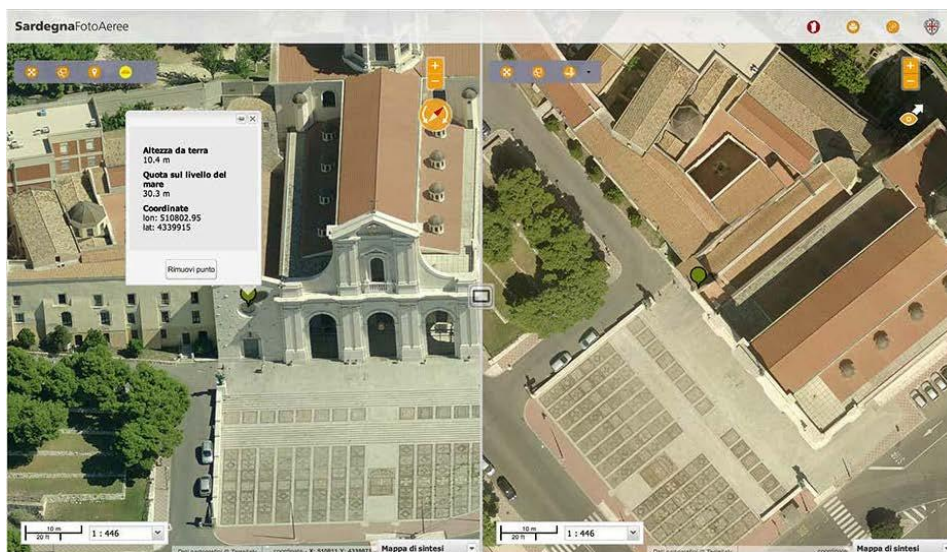 SardegnaFotoAeree
Altezza da terra
10.4 m
Quota sul livello del
mare
30.3 m
Coordinate
lon: 510802.95
lat: 4339915
Rimuovi punto
10 m
20 ft
1 : 446
Mappa di sintesi
10 m
20 ft
1 : 446
Mappa di sintesi